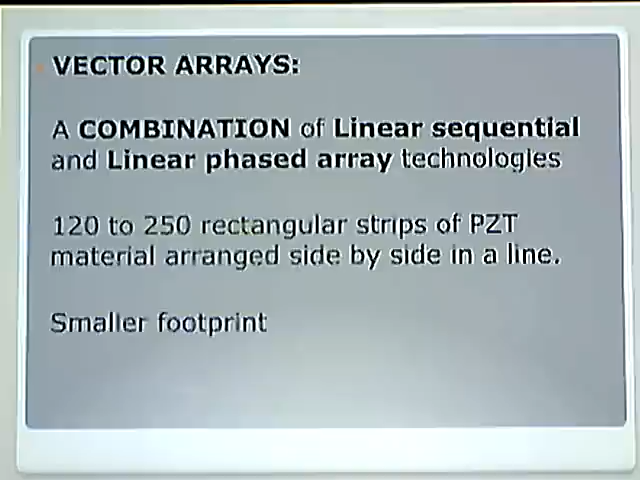 VECTOR ARRAYS:
A COMBINATION of Linear sequential
and Linear phased array technologies
120 to 250 rectangular strips of PZT
material arranged side by side in a line.
Smaller footprint